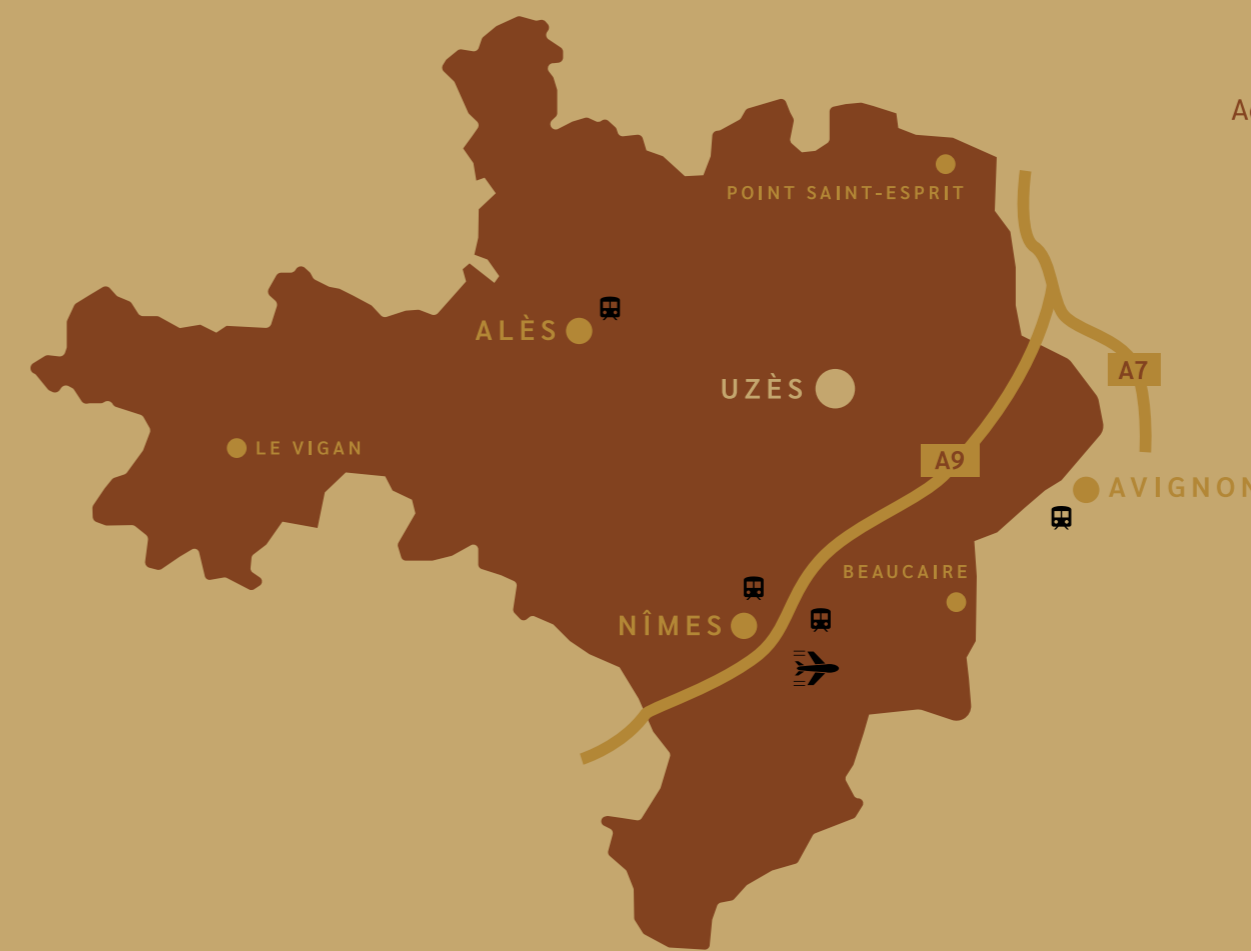 POINT SAINT-ESPRIT
ALÈS
A7
UZÈS
LE VIGAN
A9
AVIGNON
BEAUCAIRE
NÎMES